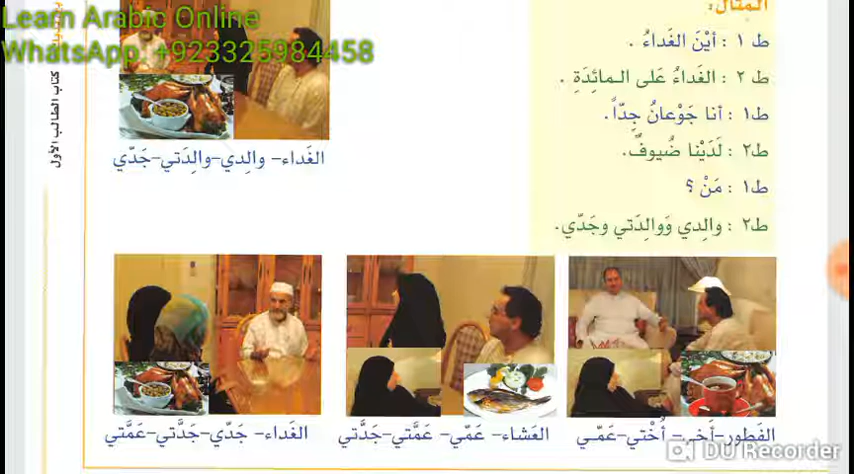 Learn Arabic Online
WhatsApp: +923325984458
كتاب الطالب الأول
المثال:
ط ١ : أَيْنَ الغَداءُ .
ط ٢ : الغَداءُ عَلى المائِدَةِ .
ط١ : أنا جَوْعانُ جِدّاً.
ط٢ : لَدَيْنا ضُيوفٌ.
ط١ : مَنْ ؟
ط٢ : والِدي وَوالِدَتي وجَدّي.
الغَداء- والِدي-والِدَتي-جَدّي
الفَطور-أَخي- أُخْتي-عَمّي
العَشاء- عَمّي- عَمَّتي-جَدَّتي
الغَداء- جَدّي-جَدَّتي-عَمَّتي
DU Recorder